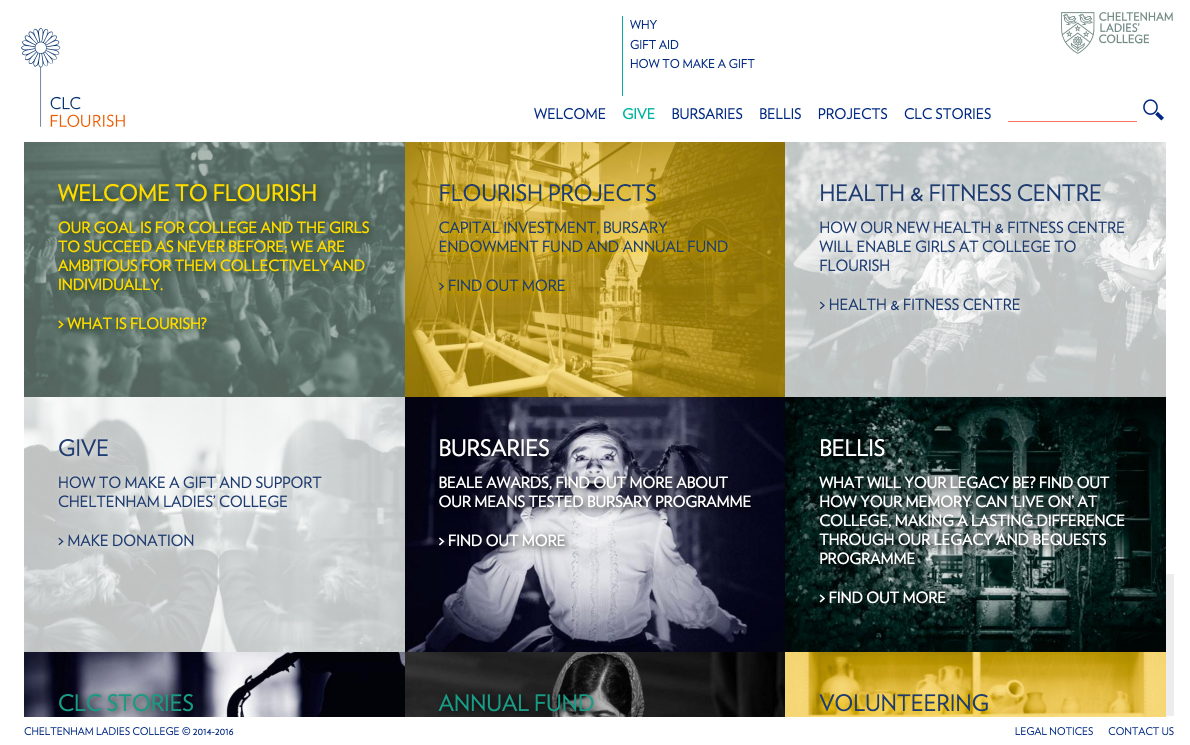 WHY
GIFT AID
HOW TO MAKE A GIFT
CHELTENHAM
LADIES'
COLLEGE
CLC
FLOURISH
WELCOME GIVE BURSARIES BELLIS PROJECTS CLC STORIES
WELCOME TO FLOURISH
OUR GOAL IS FOR COLLEGE AND THE GIRLS
TO SUCCEED AS NEVER BEFORE; WE ARE
AMBITIOUS FOR THEM COLLECTIVELY AND
INDIVIDUALLY.
> WHAT IS FLOURISH?
FLOURISH PROJECTS
CAPITAL INVESTMENT, BURSARY
ENDOWMENT FUND AND ANNUAL FUND
> FIND OUT MORE
HEALTH & FITNESS CENTRE
HOW OUR NEW HEALTH & FITNESS CENTRE
WILL ENABLE GIRLS AT COLLEGE TO
FLOURISH
> HEALTH & FITNESS CENTRE
GIVE
HOW TO MAKE A GIFT AND SUPPORT
CHELTENHAM LADIES' COLLEGE
> MAKE DONATION
BURSARIES
BEALE AWARDS, FIND OUT MORE ABOUT
OUR MEANS TESTED BURSARY PROGRAMME
> FIND OUT MORE
BELLIS
WHAT WILL YOUR LEGACY BE? FIND OUT
HOW YOUR MEMORY CAN 'LIVE ON' AT
COLLEGE, MAKING A LASTING DIFFERENCE
THROUGH OUR LEGACY AND BEQUESTS
PROGRAMME
> FIND OUT MORE
CLC STORIES
ANNUAL FUND
VOLUNTEERING
CHELTENHAM LADIES COLLEGE © 2014-2016
LEGAL NOTICES CONTACT US